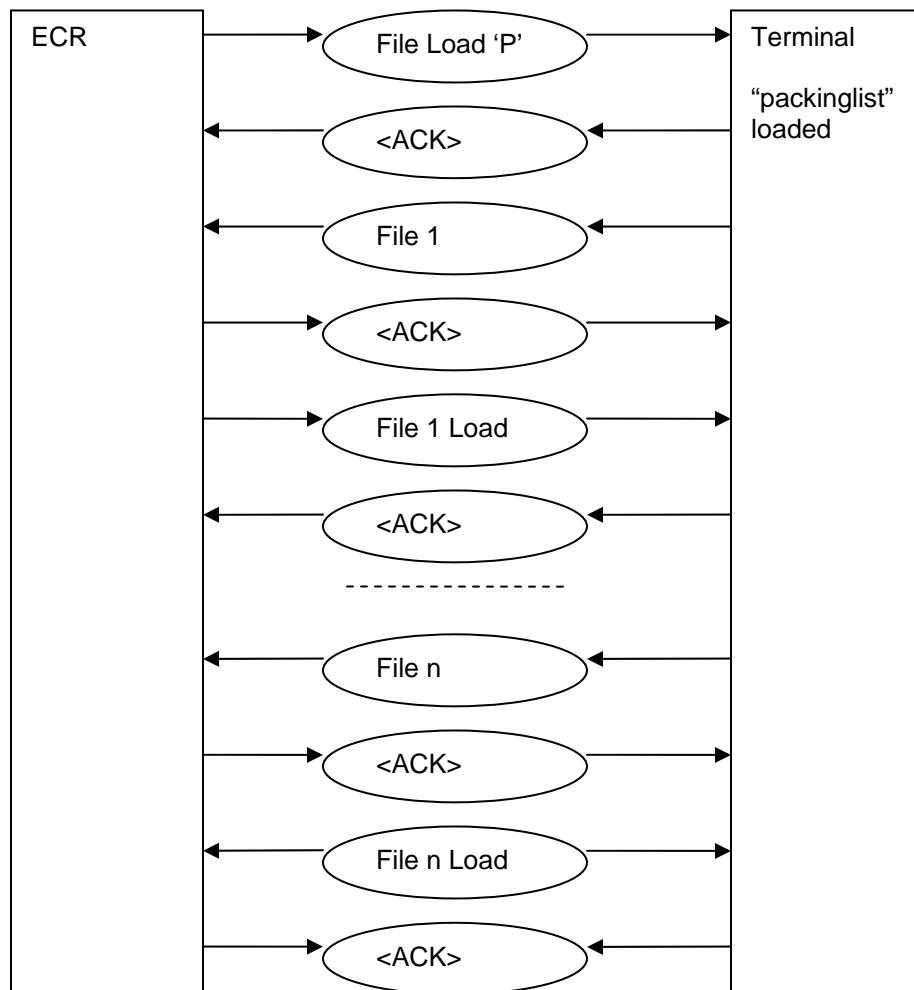 ECR
File Load ‘P’
Terminal
“packinglist”
loaded
<ACK>
File 1
<ACK>
File 1 Load
<ACK>
File n
<ACK>
File n Load
<ACK>